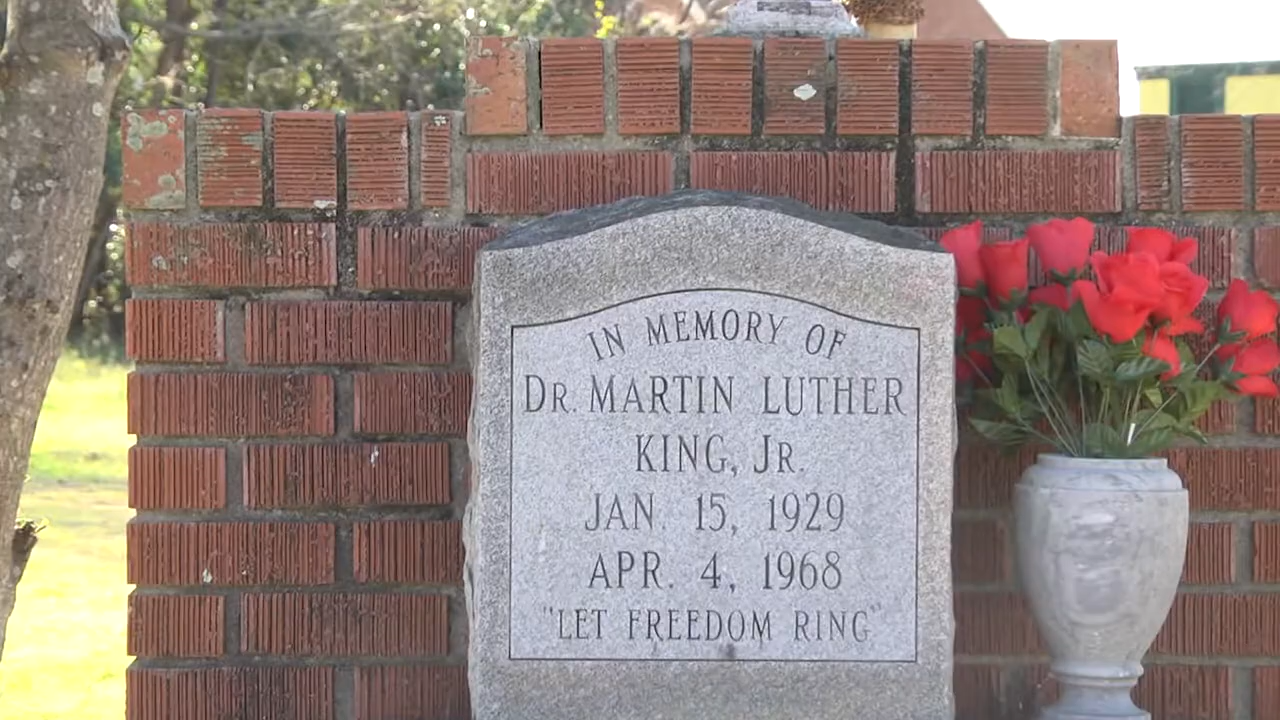 IN MEMORY OF
DR. MARTIN LUTHER
KING, JR.
JAN. 15, 1929
APR. 4, 1968
"LET FREEDOM RING"